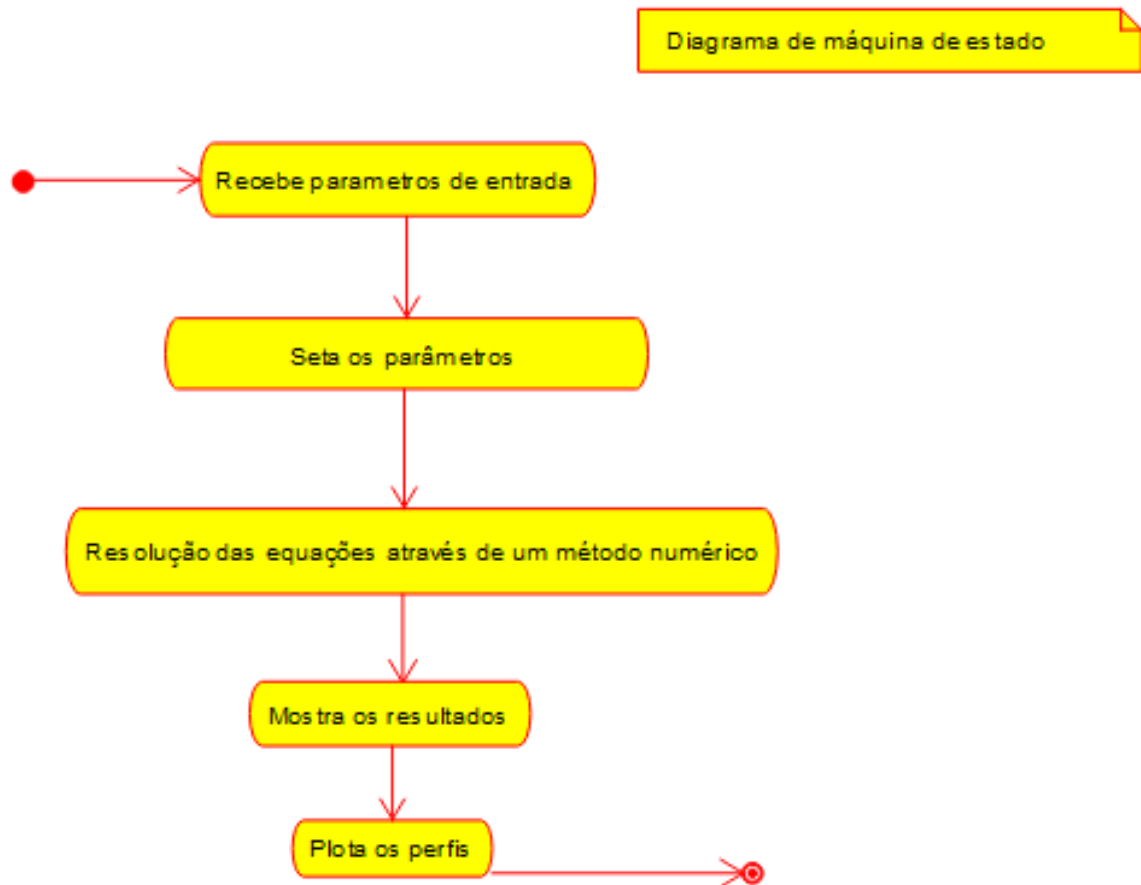 Diagrama de máquina de estado
Recebe parametros de entrada
Seta os parâmetros
Resolução das equações através de um método numérico
Mostra os resultados
Plota os perfis